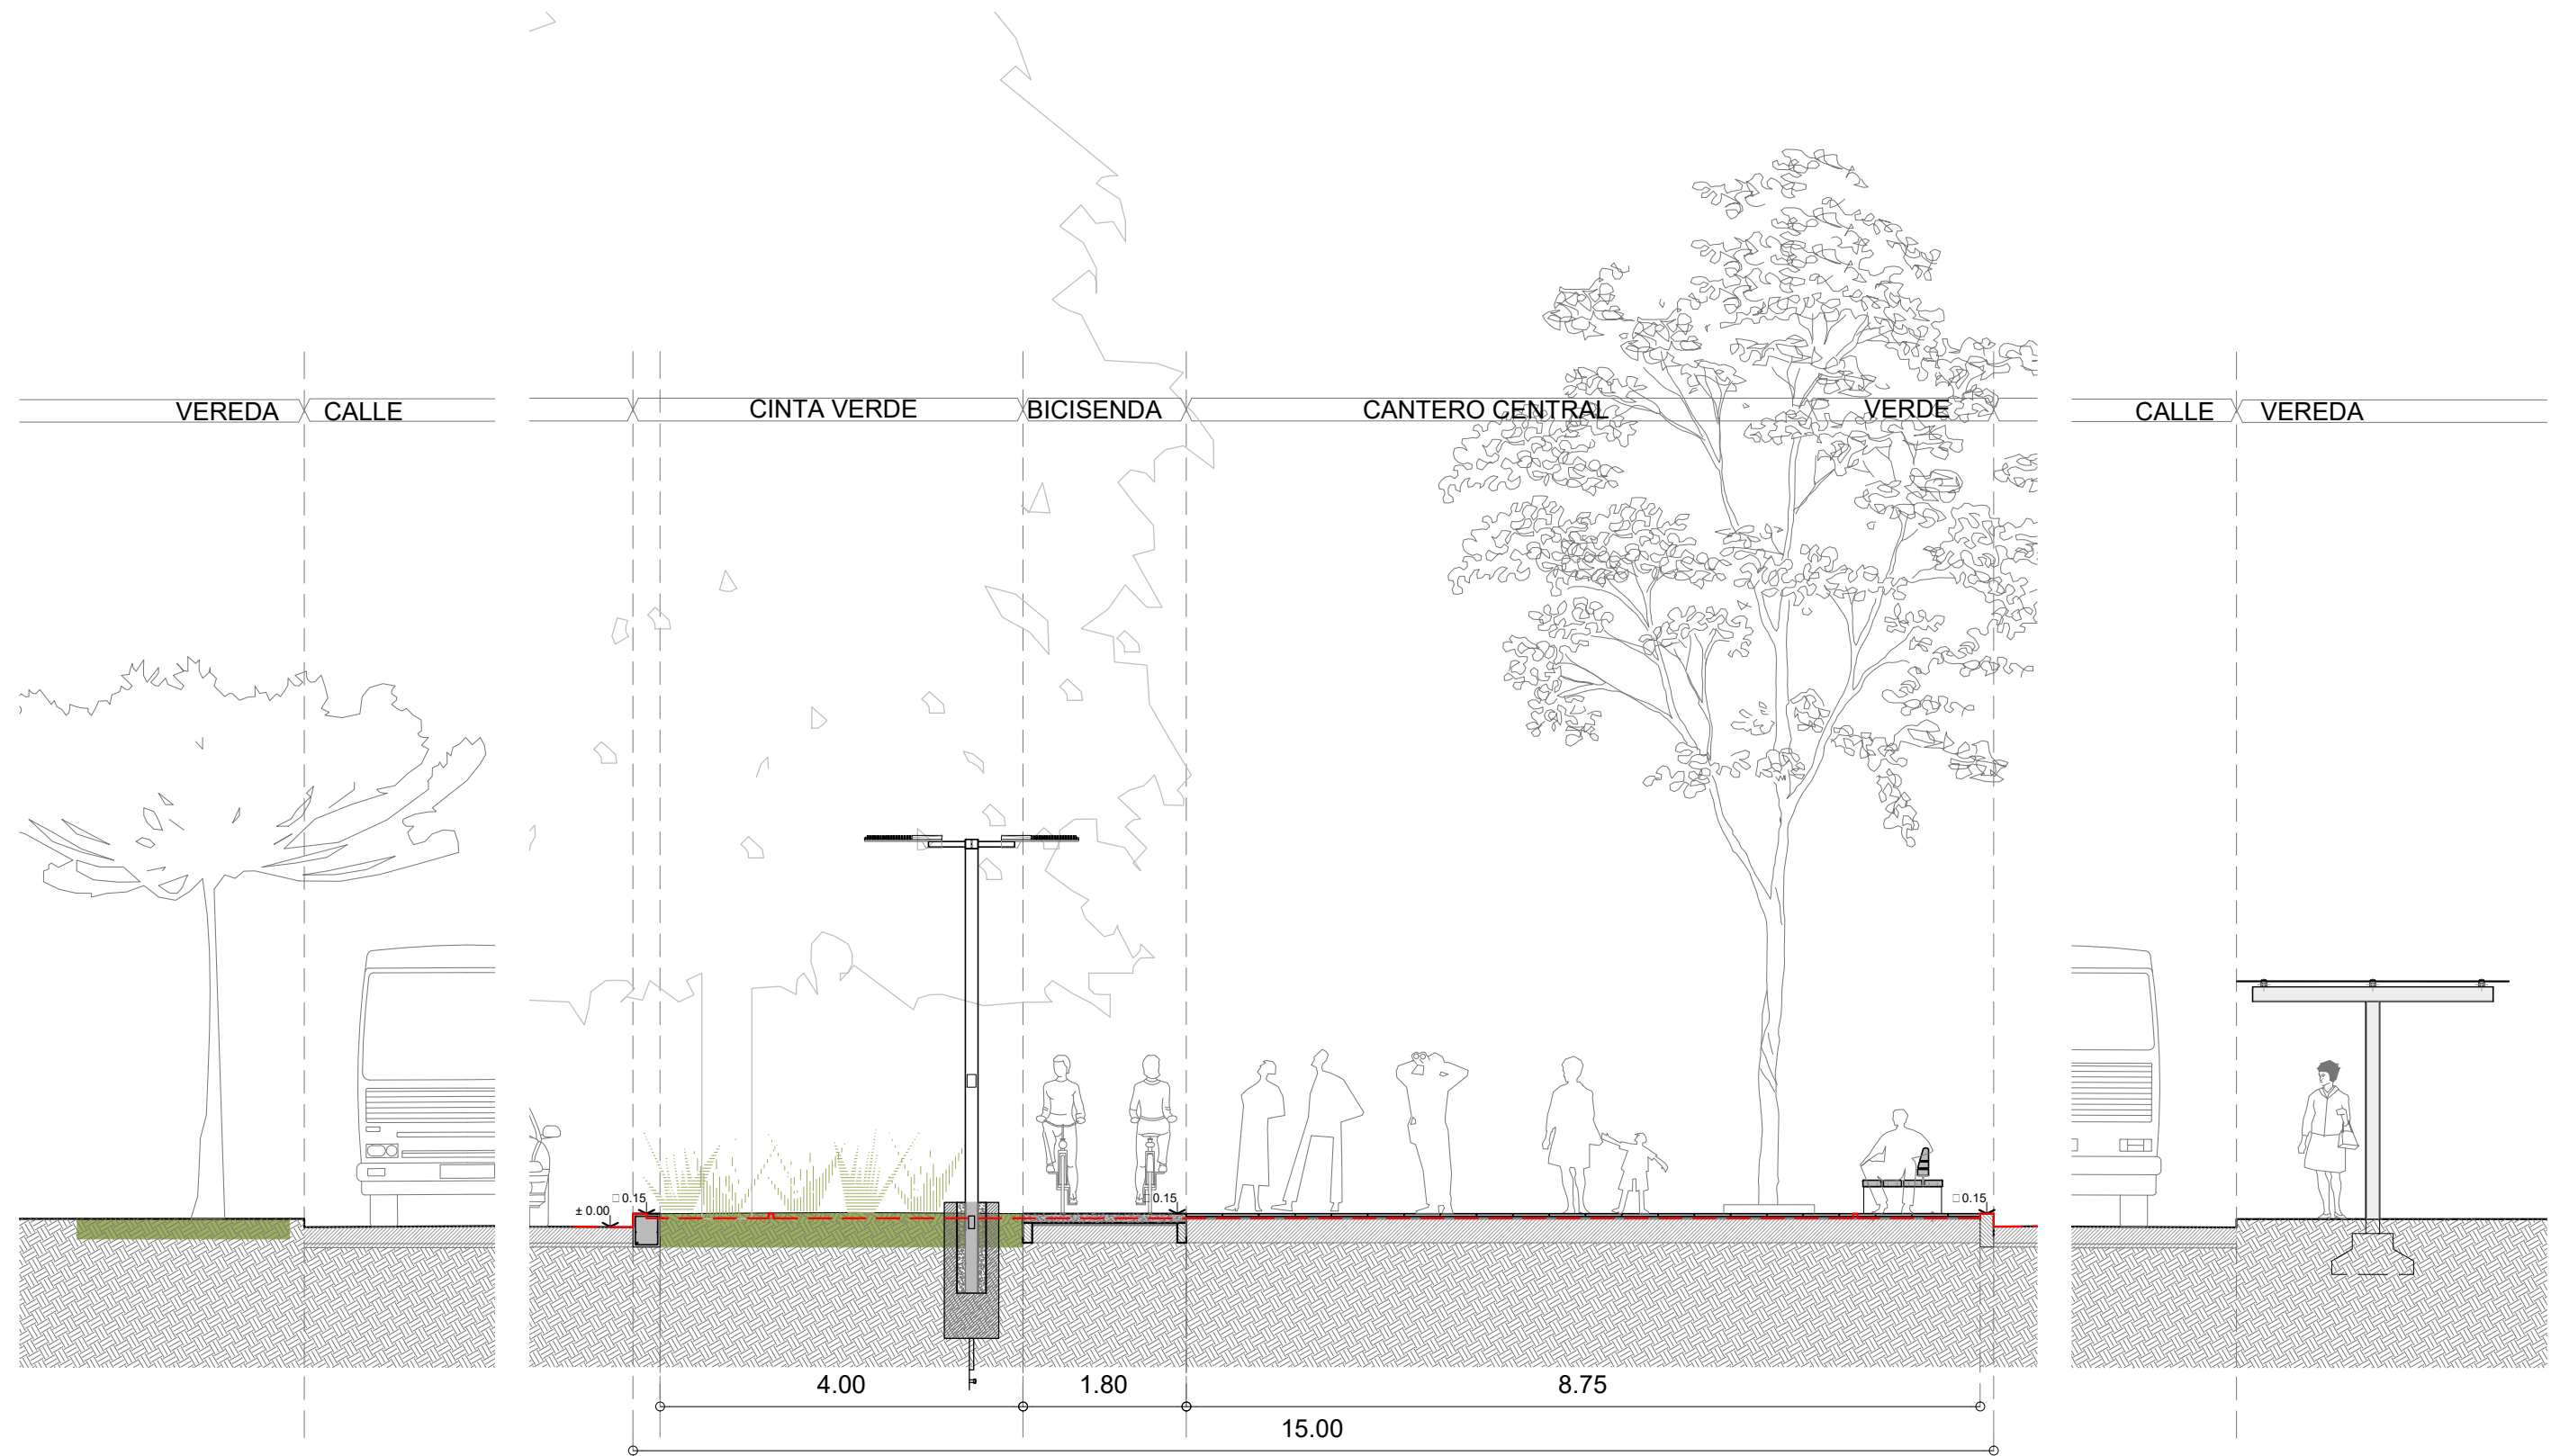 VEREDA CALLE CINTA VERDE BICISENDA CANTERO CENTRAL VERDE CALLE VEREDA
± 0.00 □ 0.15 □ 0.15 □ 0.15
4.00 1.80 8.75
15.00